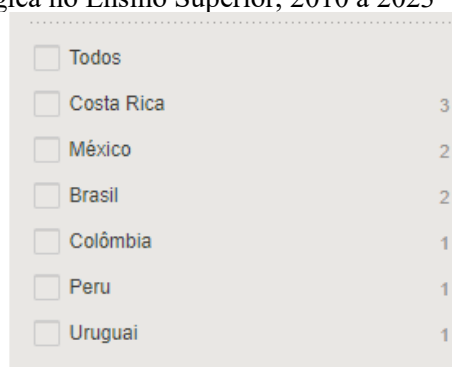 no Ensino Superior, 2010 a 2023
Todos
Costa Rica 3
México 2
Brasil 2
Colômbia 1
Peru 1
Uruguai 1